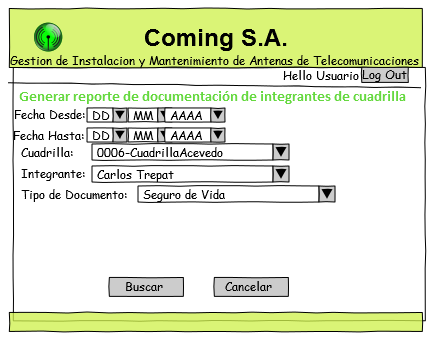 Coming S.A.
Gestion de Instalacion y Mantenimiento de Antenas de Telecomunicaciones
Hello Usuario Log Out
Generar reporte de documentación de integrantes de cuadrilla
Fecha Desde: DD MM AAAA
Fecha Hasta: DD MM AAAA
Cuadrilla: 0006-CuadrillaAcevedo
Integrante: Carlos Trepat
Tipo de Documento: Seguro de Vida
Buscar Cancelar